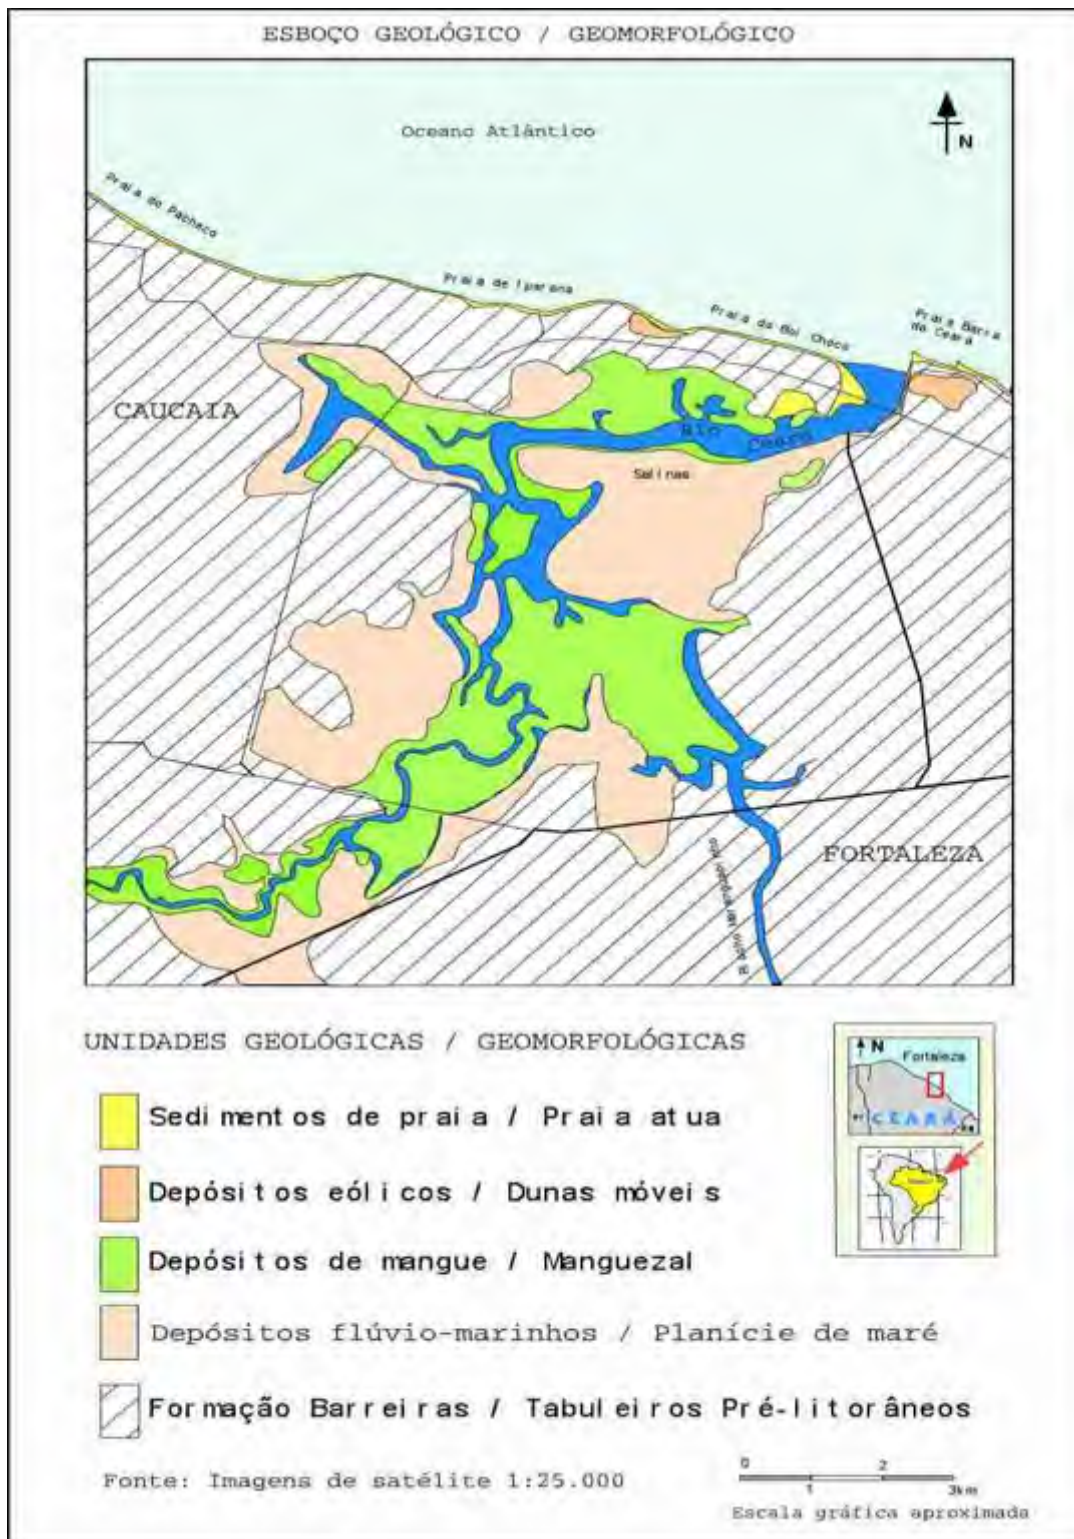 ESBOÇO GEOLÓGICO / GEOMORFOLÓGICO
Oceano Atlântico
N
Praia do Pacheco
Praia de Iparana
Praia da Boi Choco
Praia Barra
do Ceará
CAUCAIA
Rio Ceará
Salinas
FORTALEZA
UNIDADES GEOLÓGICAS / GEOMORFOLÓGICAS
N
Fortaleza
CEARÁ
Sedimentos de praia / Praia atua
Depósitos eólicos / Dunas móveis
Depósitos de mangue / Manguezal
Depósitos flúvio-marinhos / Planície de maré
Formação Barreiras / Tabuleiros Pré-litorâneos
Fonte: Imagens de satélite 1:25.000
0 2
1 3km
Escala gráfica aproximada